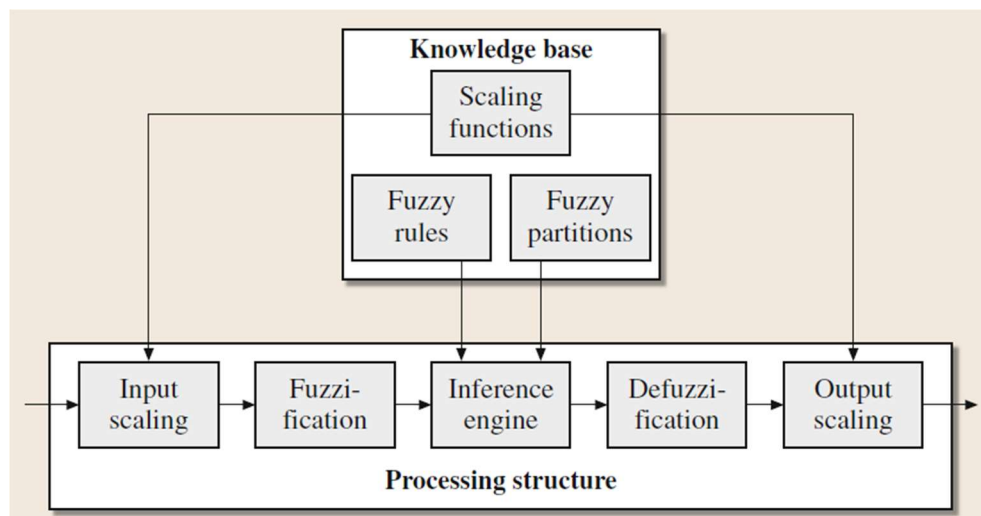 Knowledge base
Scaling
functions
Fuzzy
rules
Fuzzy
partitions
Input
scaling
Fuzzi-
fication
Inference
engine
Defuzzi-
fication
Output
scaling
Processing structure